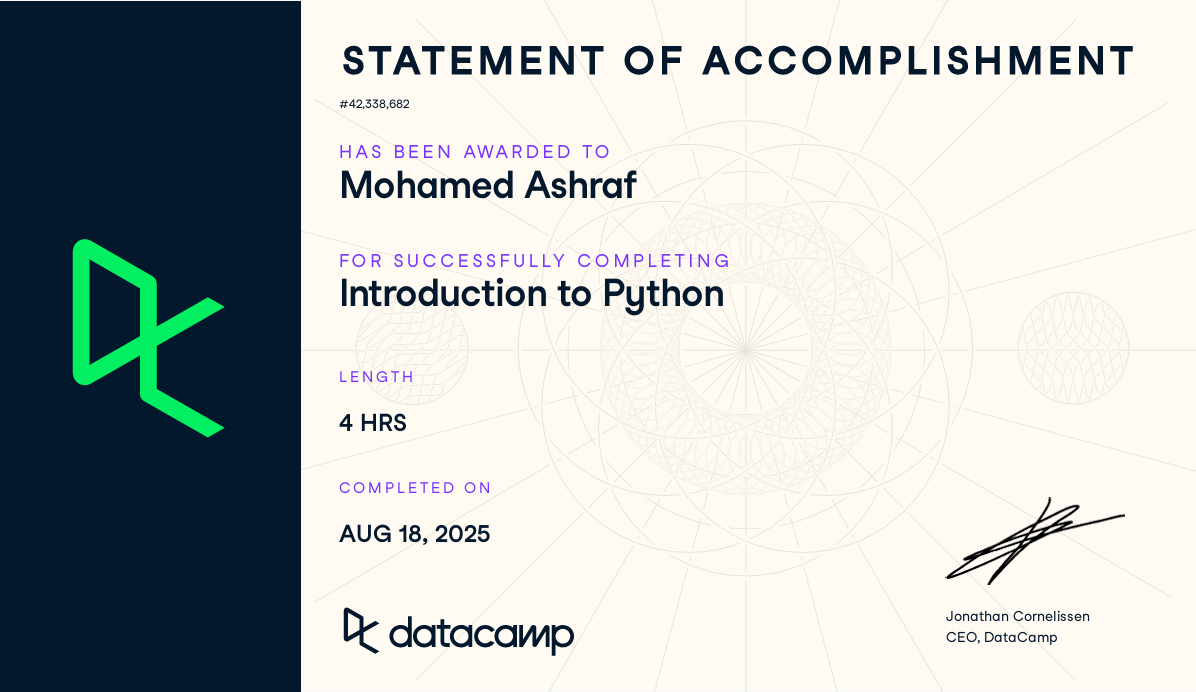 STATEMENT OF ACCOMPLISHMENT
#42,338,682
HAS BEEN AWARDED TO
Mohamed Ashraf
FOR SUCCESSFULLY COMPLETING
Introduction to Python
LENGTH
4 HRS
COMPLETED ON
AUG 18, 2025
datacamp
Jonathan Cornelissen
CEO, DataCamp